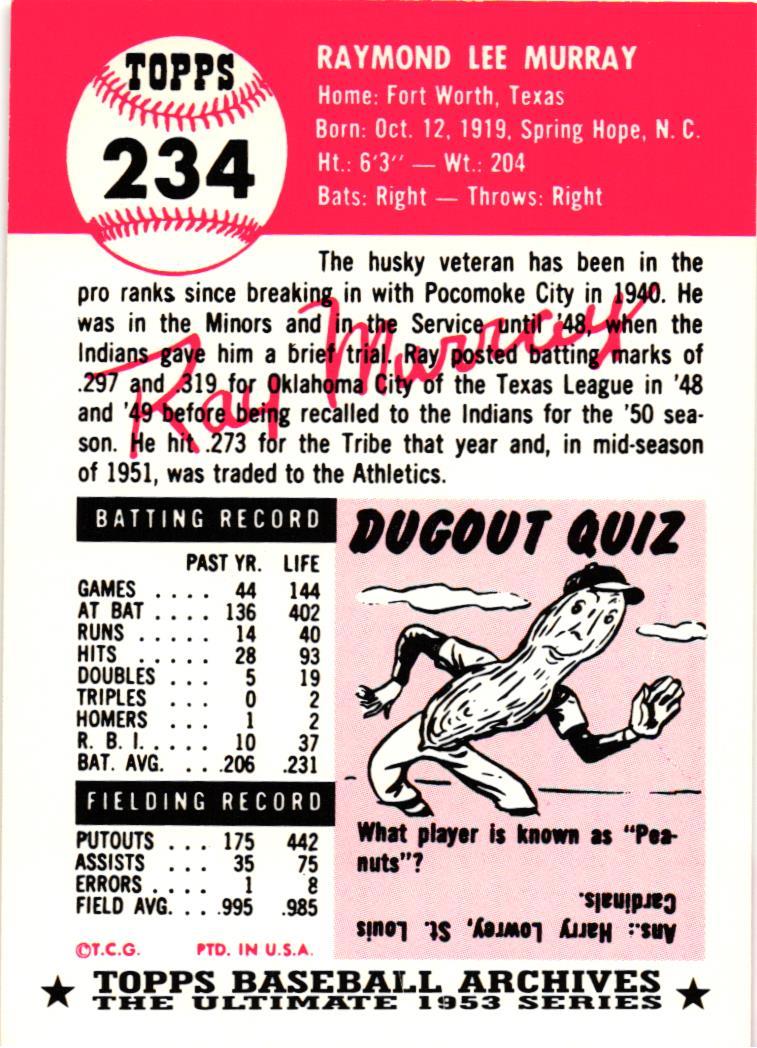 TOPPS
234
RAYMOND LEE MURRAY
Home: Fort Worth, Texas
Born: Oct. 12, 1919, Spring Hope, N. C.
Ht.: 6'3'' — Wt.: 204
Bats: Right — Throws: Right
The husky veteran has been in the
pro ranks since breaking in with Pocomoke City in 1940. He
was in the Minors and in the Service until '48, when the
Indians gave him a brief trial. Ray posted batting marks of
.297 and .319 for Oklahoma City of the Texas League in '48
and '49 before being recalled to the Indians for the '50 sea-
son. He hit .273 for the Tribe that year and, in mid-season
of 1951, was traded to the Athletics.
Ray Murray
BATTING RECORD
PAST YR. LIFE
GAMES .... 44 144
AT BAT .... 136 402
RUNS ..... 14 40
HITS ..... 28 93
DOUBLES ... 5 19
TRIPLES ... 0 2
HOMERS ... 1 2
R. B. I. .... 10 37
BAT. AVG. . . .206 .231
FIELDING RECORD
PUTOUTS ... 175 442
ASSISTS ... 35 75
ERRORS .... 1 8
FIELD AVG. . . .995 .985
©T.C.G. PTD. IN U.S.A.
DUGOUT QUIZ
What player is known as "Pea-
nuts"?
Ans.: Harry Lowrey, St. Louis
Cardinals.
TOPPS BASEBALL ARCHIVES
THE ULTIMATE 1953 SERIES